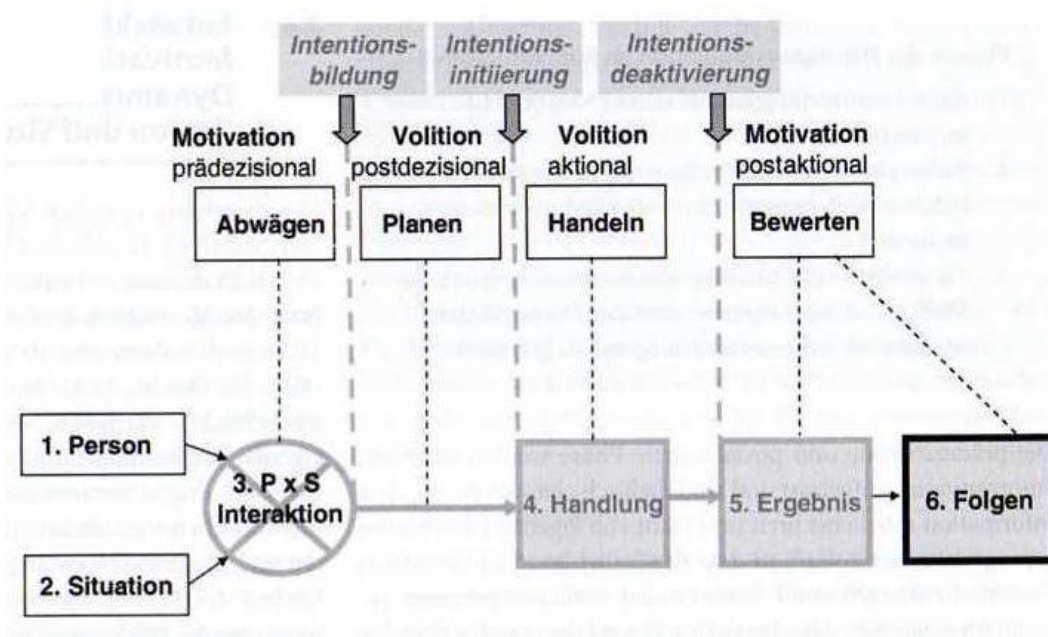 Intentions-
bildung
Intentions-
initiierung
Intentions-
deaktivierung
Motivation
prädezisional
Volition
postdezisional
Volition
aktional
Motivation
postaktional
Abwägen
Planen
Handeln
Bewerten
1. Person
2. Situation
3. P x S
Interaktion
4. Handlung
5. Ergebnis
6. Folgen